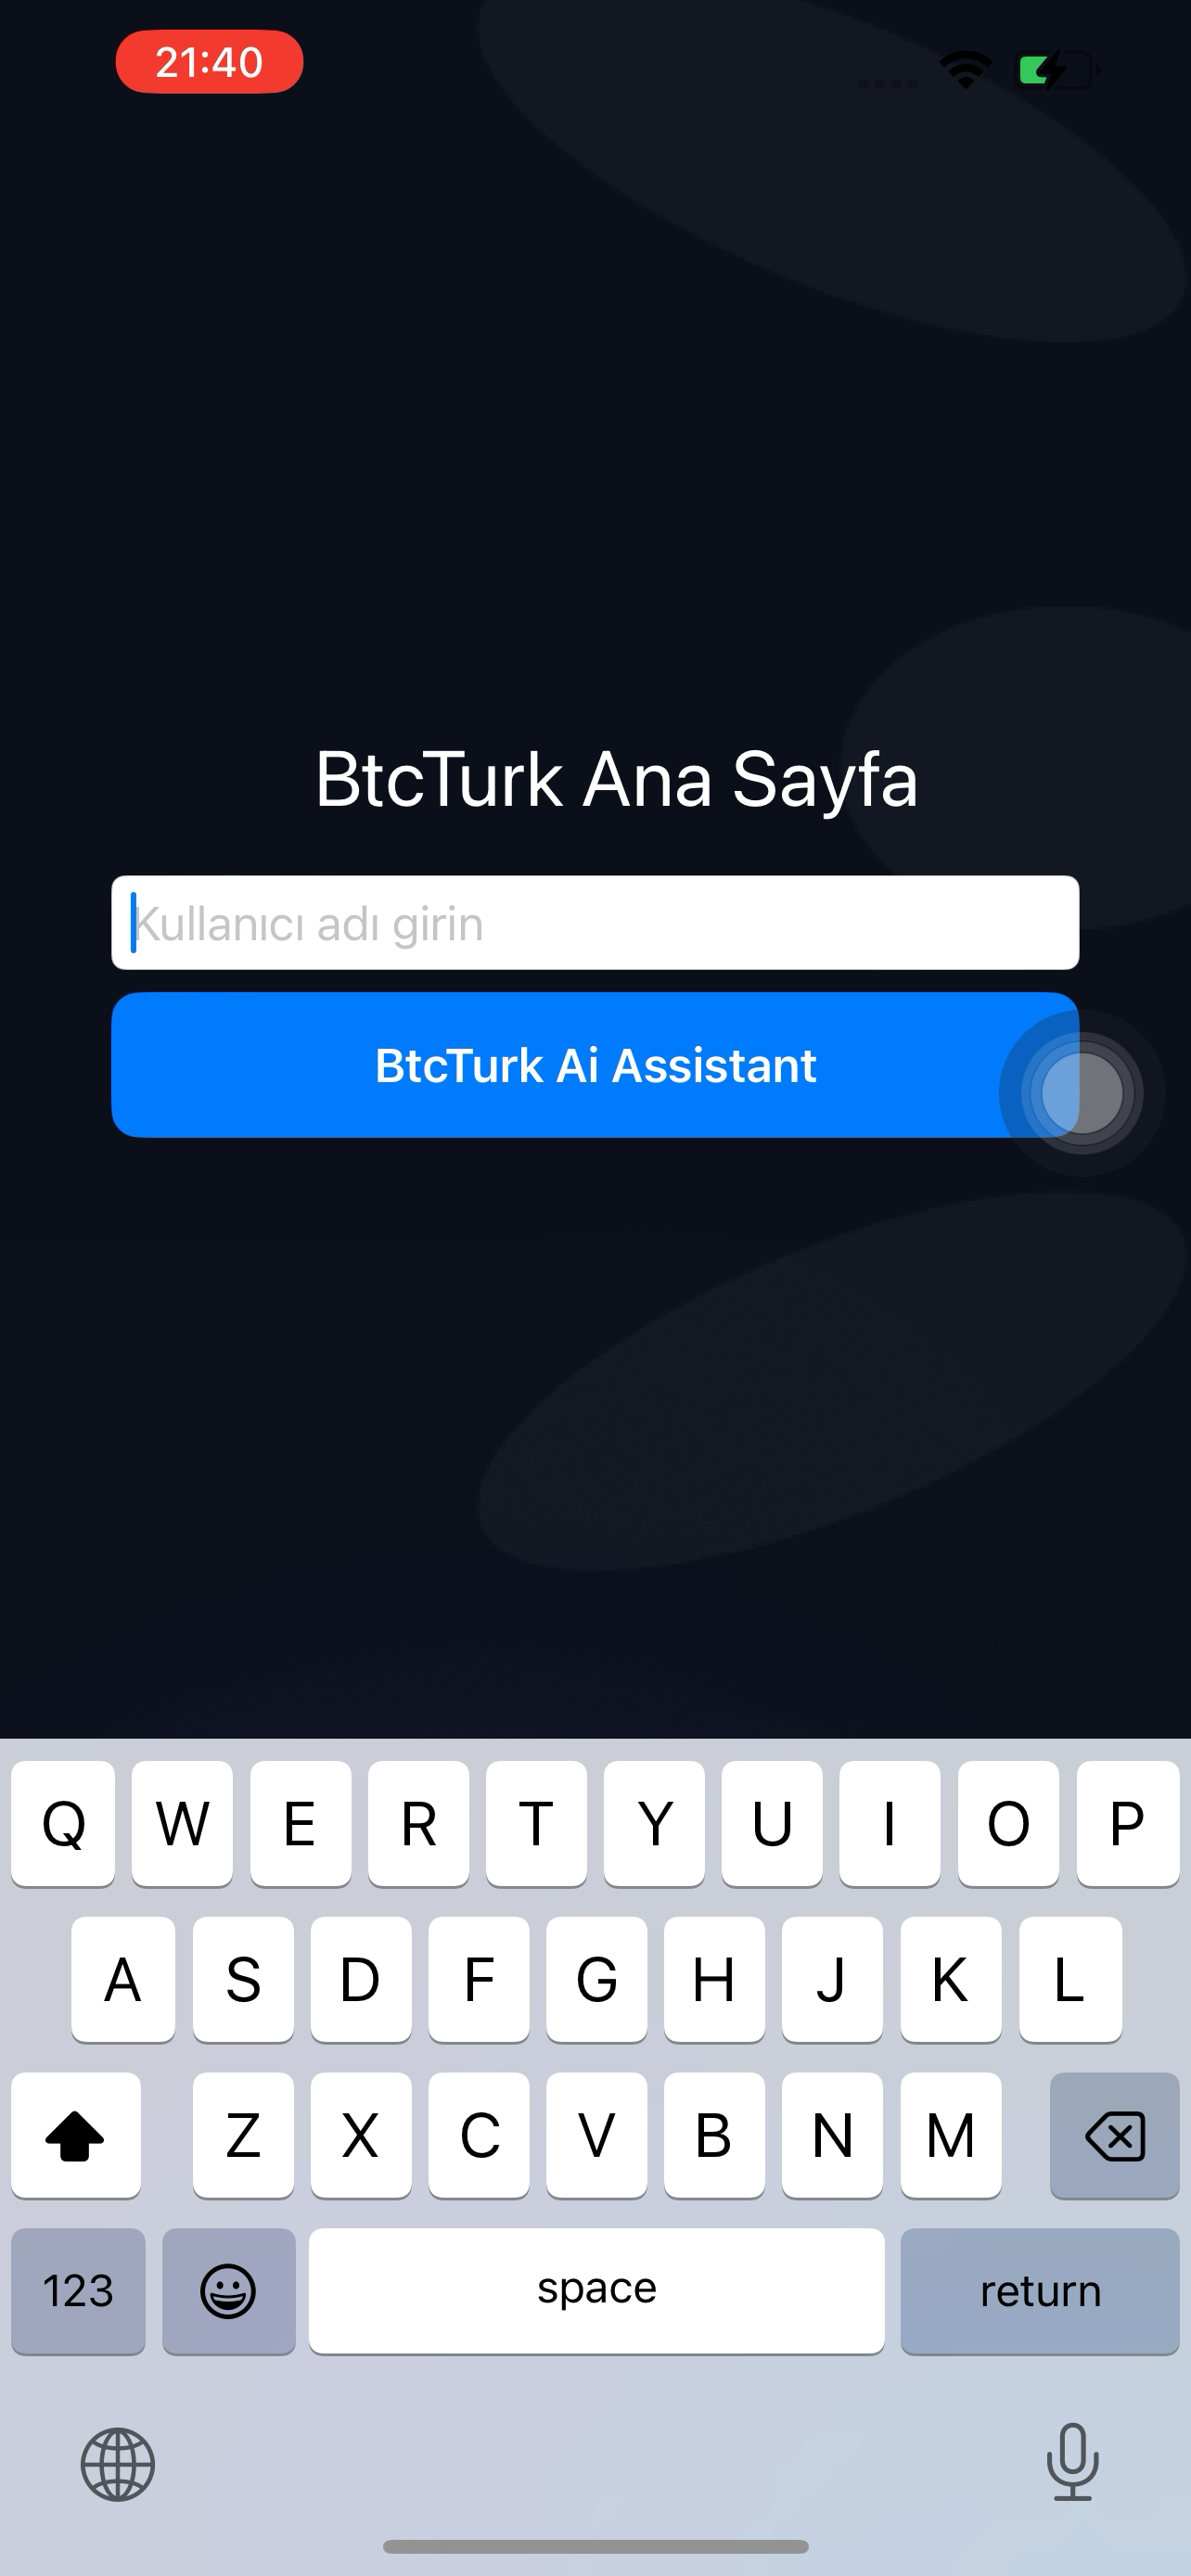 21:40
BtcTurk Ana Sayfa
Kullanıcı adı girin
BtcTurk Ai Assistant
Q W E R T Y U I O P
A S D F G H J K L
Z X C V B N M
123 space return